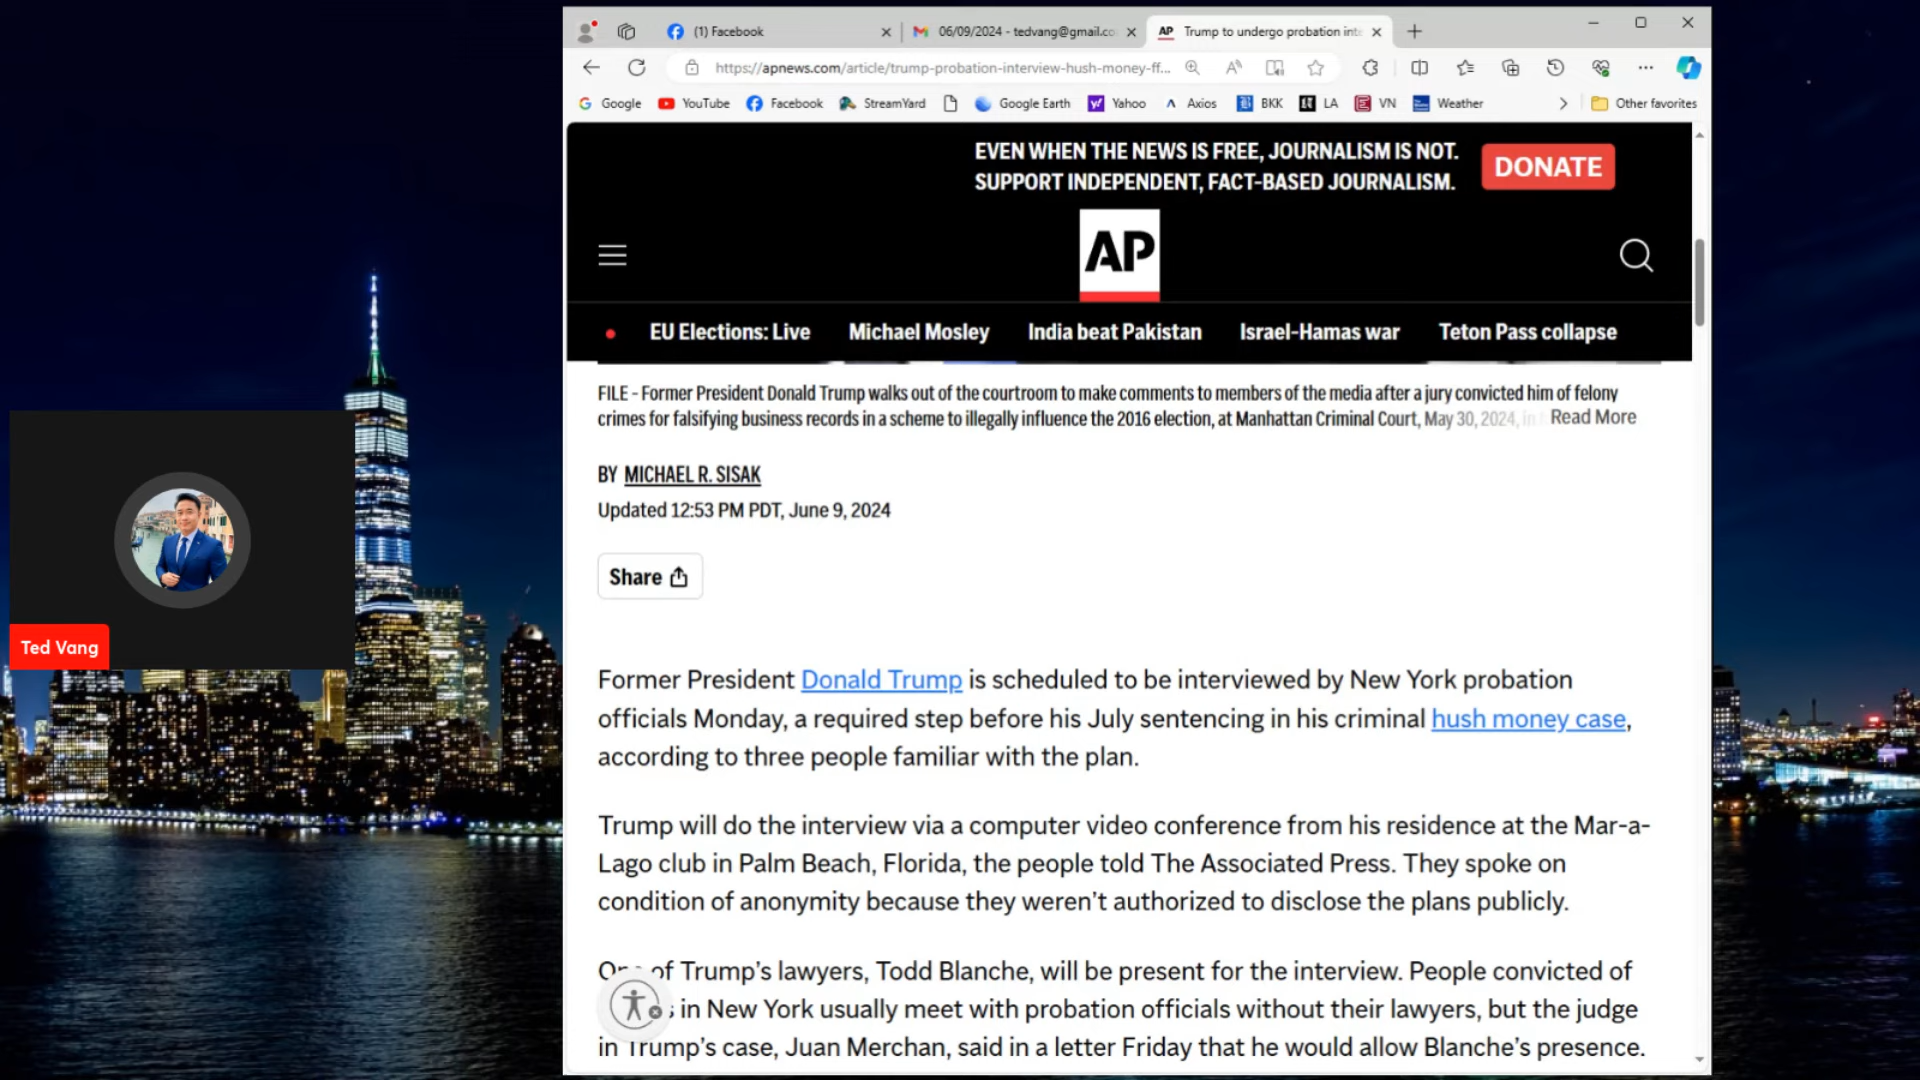 (1) Facebook
06/09/2024 - tedvang@gmail.co
AP Trump to undergo probation inte
https://apnews.com/article/trump-probation-interview-hush-money-ff...
Google YouTube Facebook StreamYard Google Earth Yahoo Axios BKK LA VN Weather Other favorites
EVEN WHEN THE NEWS IS FREE, JOURNALISM IS NOT.
SUPPORT INDEPENDENT, FACT-BASED JOURNALISM.
DONATE
AP
EU Elections: Live Michael Mosley India beat Pakistan Israel-Hamas war Teton Pass collapse
FILE - Former President Donald Trump walks out of the courtroom to make comments to members of the media after a jury convicted him of felony
crimes for falsifying business records in a scheme to illegally influence the 2016 election, at Manhattan Criminal Court, May 30, 2024, in Read More
BY MICHAEL R. SISAK
Updated 12:53 PM PDT, June 9, 2024
Share
Ted Vang
Former President Donald Trump is scheduled to be interviewed by New York probation
officials Monday, a required step before his July sentencing in his criminal hush money case,
according to three people familiar with the plan.
Trump will do the interview via a computer video conference from his residence at the Mar-a-
Lago club in Palm Beach, Florida, the people told The Associated Press. They spoke on
condition of anonymity because they weren't authorized to disclose the plans publicly.
One of Trump's lawyers, Todd Blanche, will be present for the interview. People convicted of
in New York usually meet with probation officials without their lawyers, but the judge
in Trump's case, Juan Merchan, said in a letter Friday that he would allow Blanche's presence.